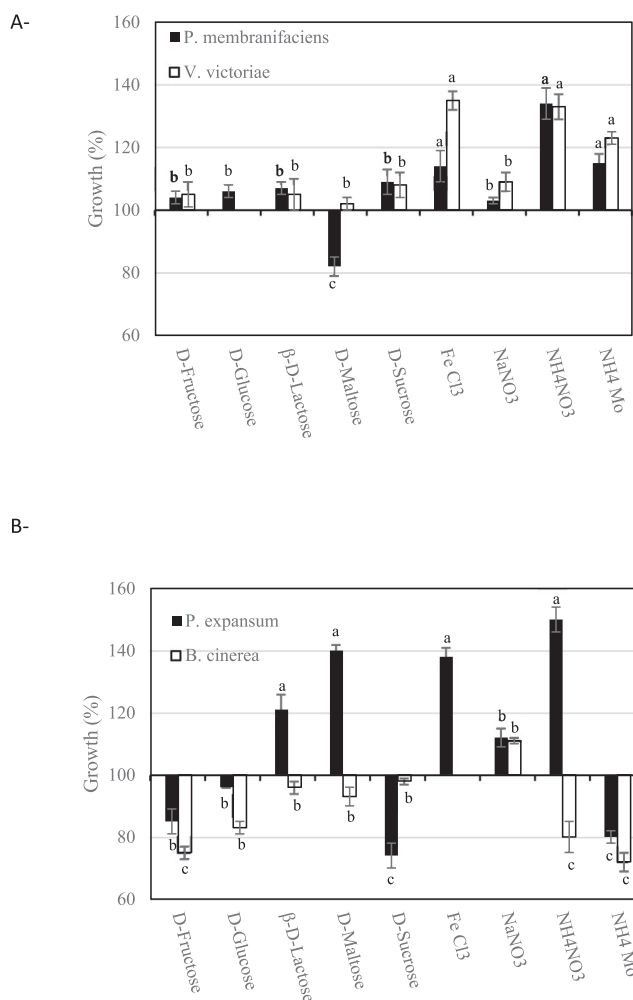 A-
160
P. membranifaciens
a
a
a
V. victoriae
140
a
a
a
b
b
b
120
b
b
b
b
b
b
b
b
100
80
c
60
Growth (%)
D-Fructose
D-Glucose
β-D-Lactose
D-Maltose
D-Sucrose
Fe Cl3
NaNO3
NH4NO3
NH4 Mo
B-
160
P. expansum
a
B. cinerea
a
a
140
a
b
b
120
100
b
b
b
b
80
b
b
c
c
b
c
c
60
Growth (%)
D-Fructose
D-Glucose
β-D-Lactose
D-Maltose
D-Sucrose
Fe Cl3
NaNO3
NH4NO3
NH4 Mo